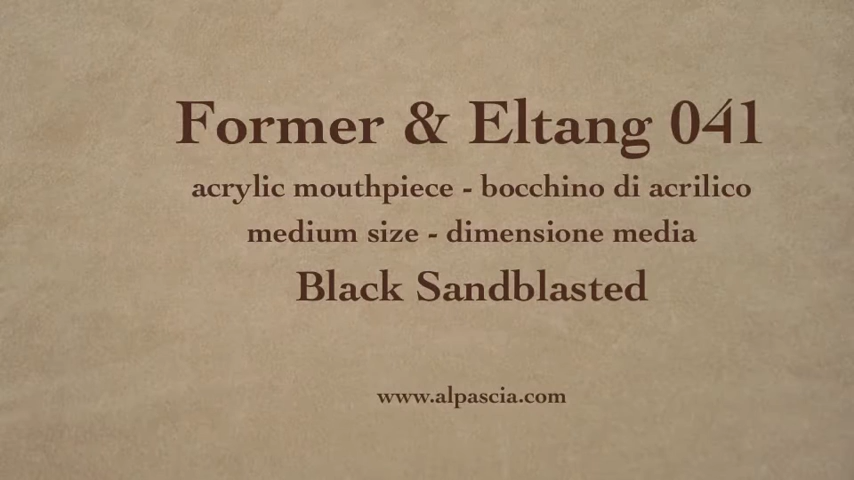 Former & Eltang 041
acrylic mouthpiece - bocchino di acrilico
medium size - dimensione media
Black Sandblasted
www.alpascia.com